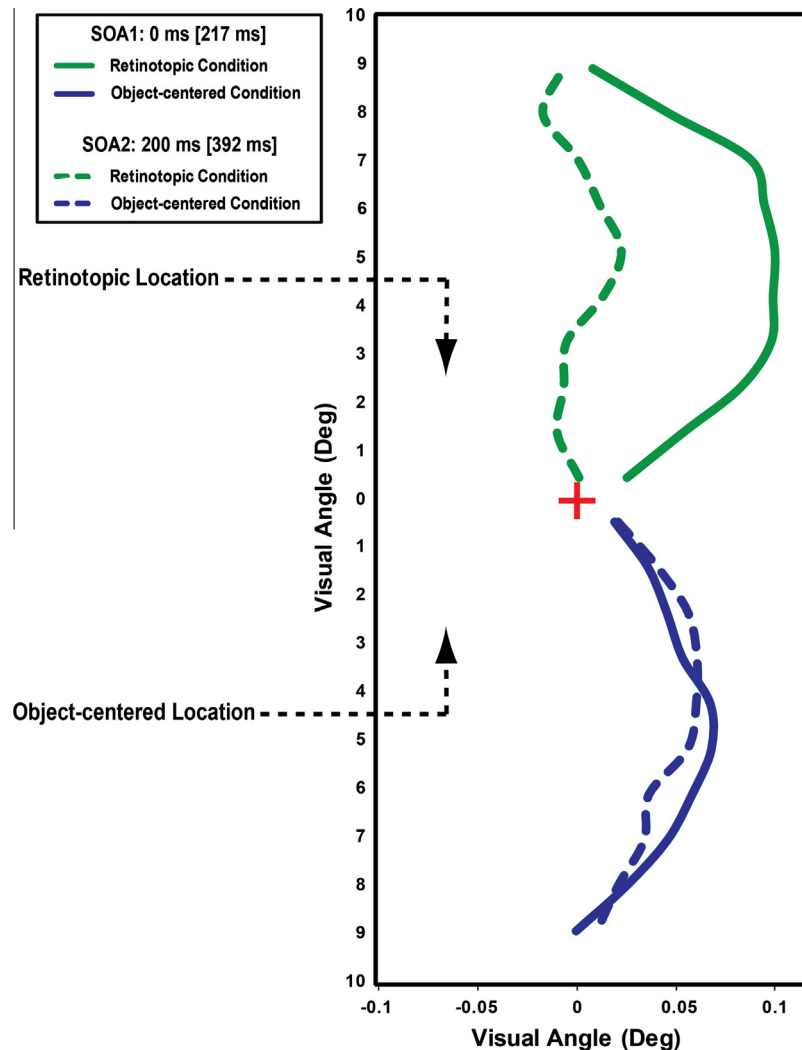 SOA1: 0 ms [217 ms]
Retinotopic Condition
Object-centered Condition
SOA2: 200 ms [392 ms]
Retinotopic Condition
Object-centered Condition
10
9
8
7
6
5
4
3
2
1
0
1
2
3
4
5
6
7
8
9
10
Retinotopic Location
Object-centered Location
Visual Angle (Deg)
-0.1
-0.05
0
0.05
0.1
Visual Angle (Deg)